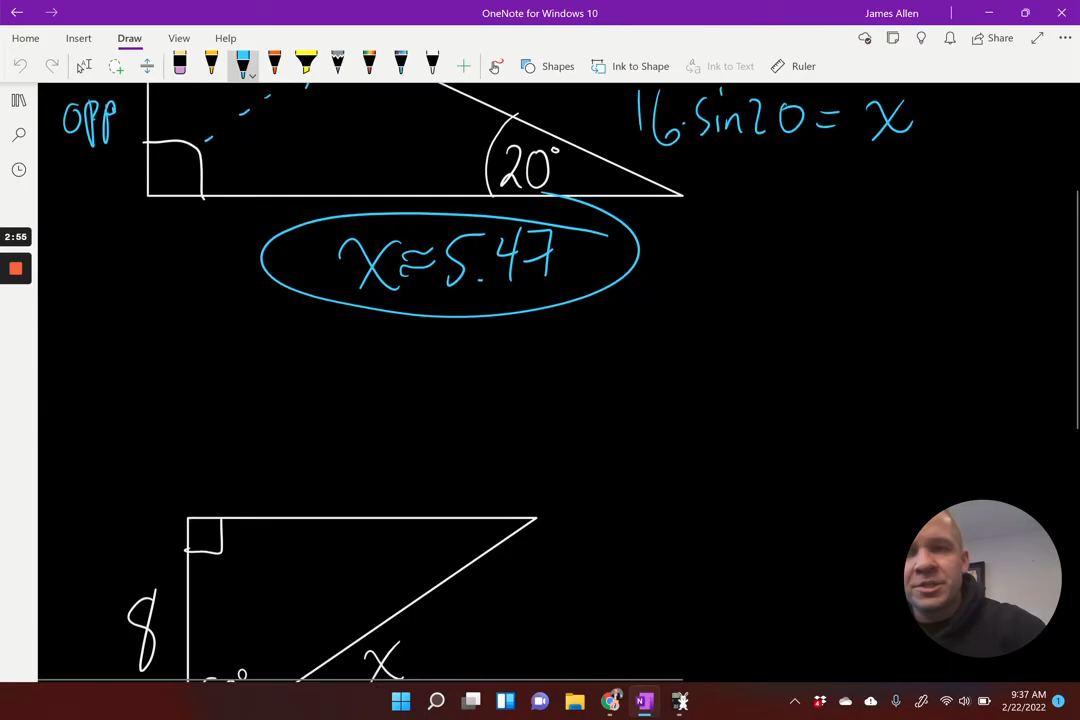 OneNote for Windows 10
James Allen
Home Insert Draw View Help
Share
Shapes Ink to Shape Ink to Text Ruler
opp
16·sin20=x
20°
2:55
x≈5.47
8
x
9:37 AM
2/22/2022